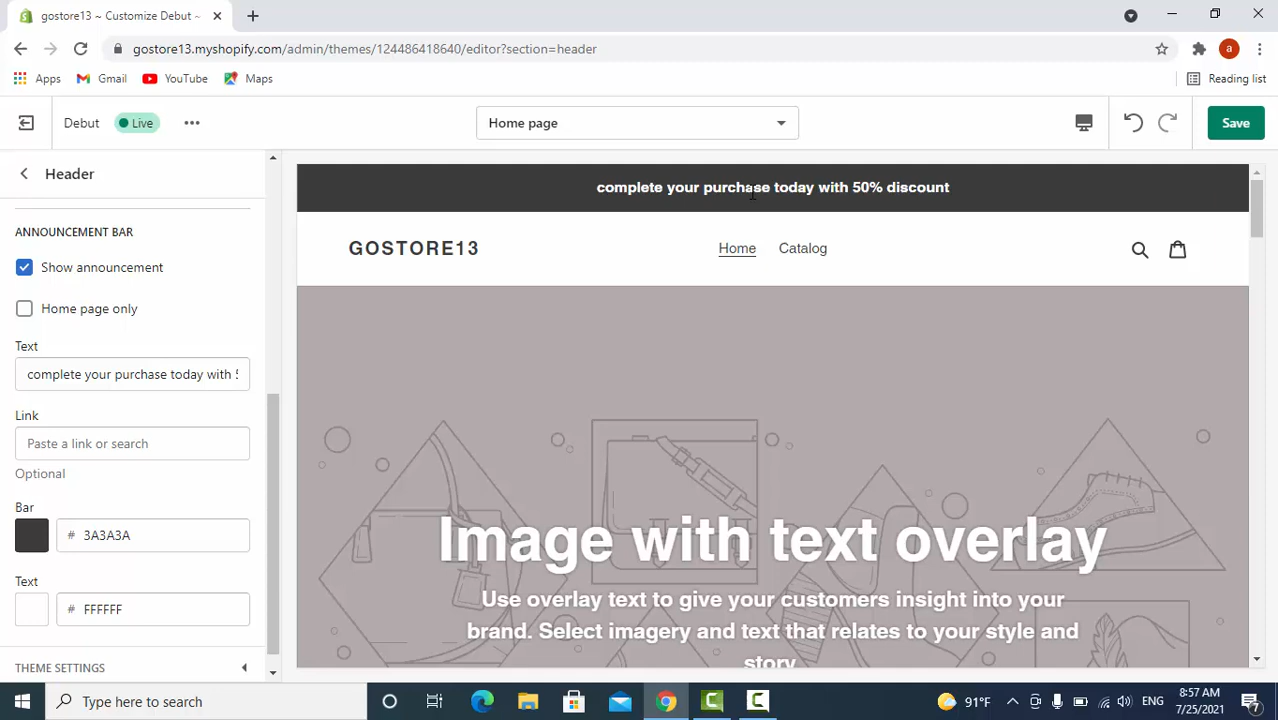 gostore13 ~ Customize Debut ~
gostore13.myshopify.com/admin/themes/124486418640/editor?section=header
a
Apps
Gmail
YouTube
Maps
Reading list
Debut
Live
Home page
Save
Header
ANNOUNCEMENT BAR
Show announcement
Home page only
Text
complete your purchase today with 5
Link
Paste a link or search
Optional
Bar
# 3A3A3A
Text
# FFFFFF
THEME SETTINGS
complete your purchase today with 50% discount
GOSTORE13
Home
Catalog
Image with text overlay
Use overlay text to give your customers insight into your
brand. Select imagery and text that relates to your style and
story.
Type here to search
91°F
ENG
8:57 AM
7/25/2021
7